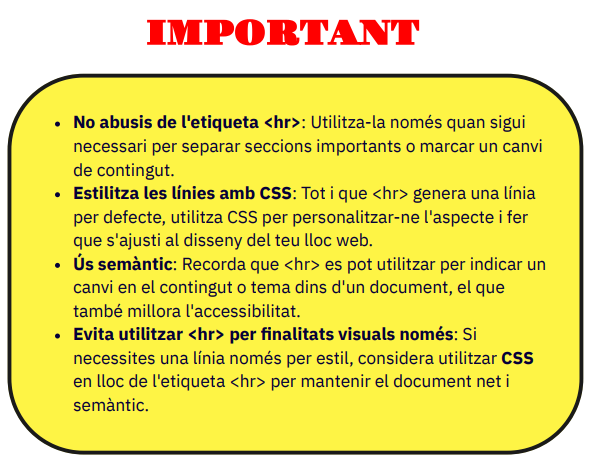 IMPORTANT
• No abusis de l'etiqueta <hr>: Utilitza-la només quan sigui
necessari per separar seccions importants o marcar un canvi
de contingut.
• Estilitza les línies amb CSS: Tot i que <hr> genera una línia
per defecte, utilitza CSS per personalitzar-ne l'aspecte i fer
que s'ajusti al disseny del teu lloc web.
• Ús semàntic: Recorda que <hr> es pot utilitzar per indicar un
canvi en el contingut o tema dins d'un document, el que
també millora l'accessibilitat.
• Evita utilitzar <hr> per finalitats visuals només: Si
necessites una línia només per estil, considera utilitzar CSS
en lloc de l'etiqueta <hr> per mantenir el document net i
semàntic.